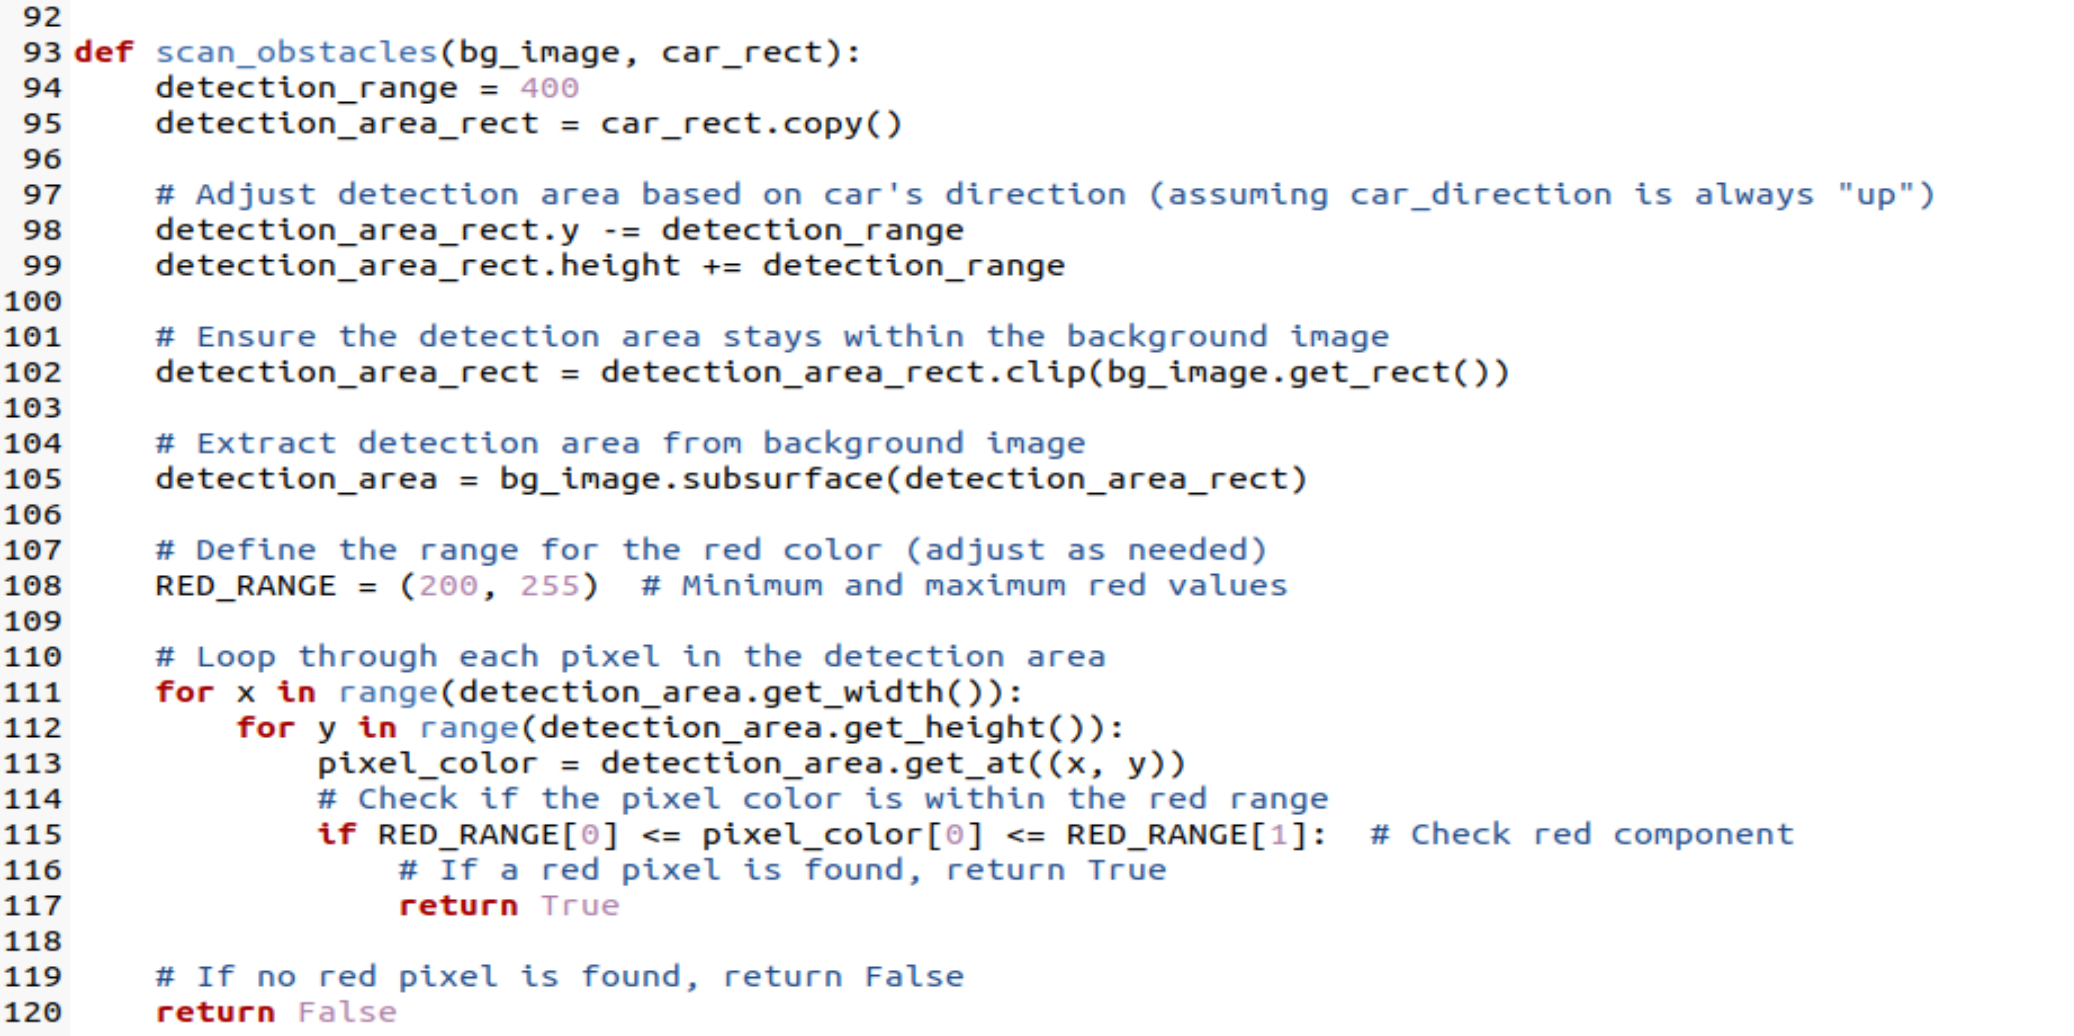 92
93 def scan_obstacles(bg_image, car_rect):
94     detection_range = 400
95     detection_area_rect = car_rect.copy()
96
97     # Adjust detection area based on car's direction (assuming car_direction is always "up")
98     detection_area_rect.y -= detection_range
99     detection_area_rect.height += detection_range
100
101     # Ensure the detection area stays within the background image
102     detection_area_rect = detection_area_rect.clip(bg_image.get_rect())
103
104     # Extract detection area from background image
105     detection_area = bg_image.subsurface(detection_area_rect)
106
107     # Define the range for the red color (adjust as needed)
108     RED_RANGE = (200, 255)  # Minimum and maximum red values
109
110     # Loop through each pixel in the detection area
111     for x in range(detection_area.get_width()):
112         for y in range(detection_area.get_height()):
113             pixel_color = detection_area.get_at((x, y))
114             # Check if the pixel color is within the red range
115             if RED_RANGE[0] <= pixel_color[0] <= RED_RANGE[1]:  # Check red component
116                 # If a red pixel is found, return True
117                 return True
118
119     # If no red pixel is found, return False
120     return False